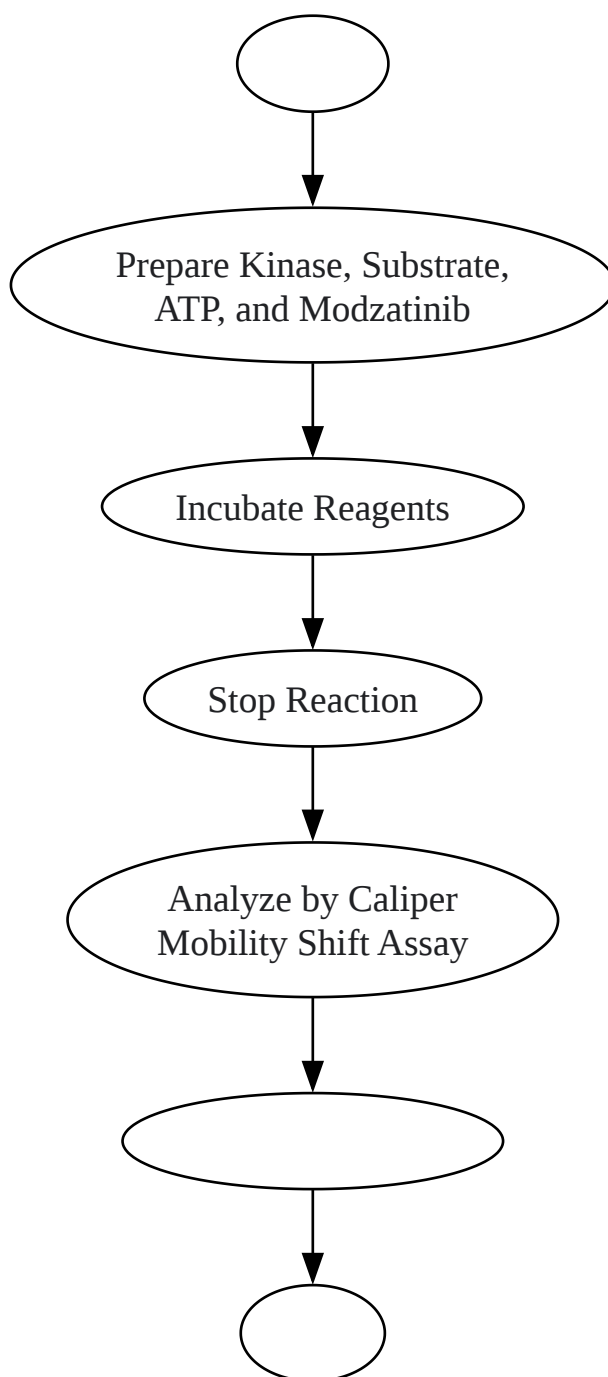 Prepare Kinase, Substrate,
ATP, and Modzatinib
Incubate Reagents
Stop Reaction
Analyze by Caliper
Mobility Shift Assay